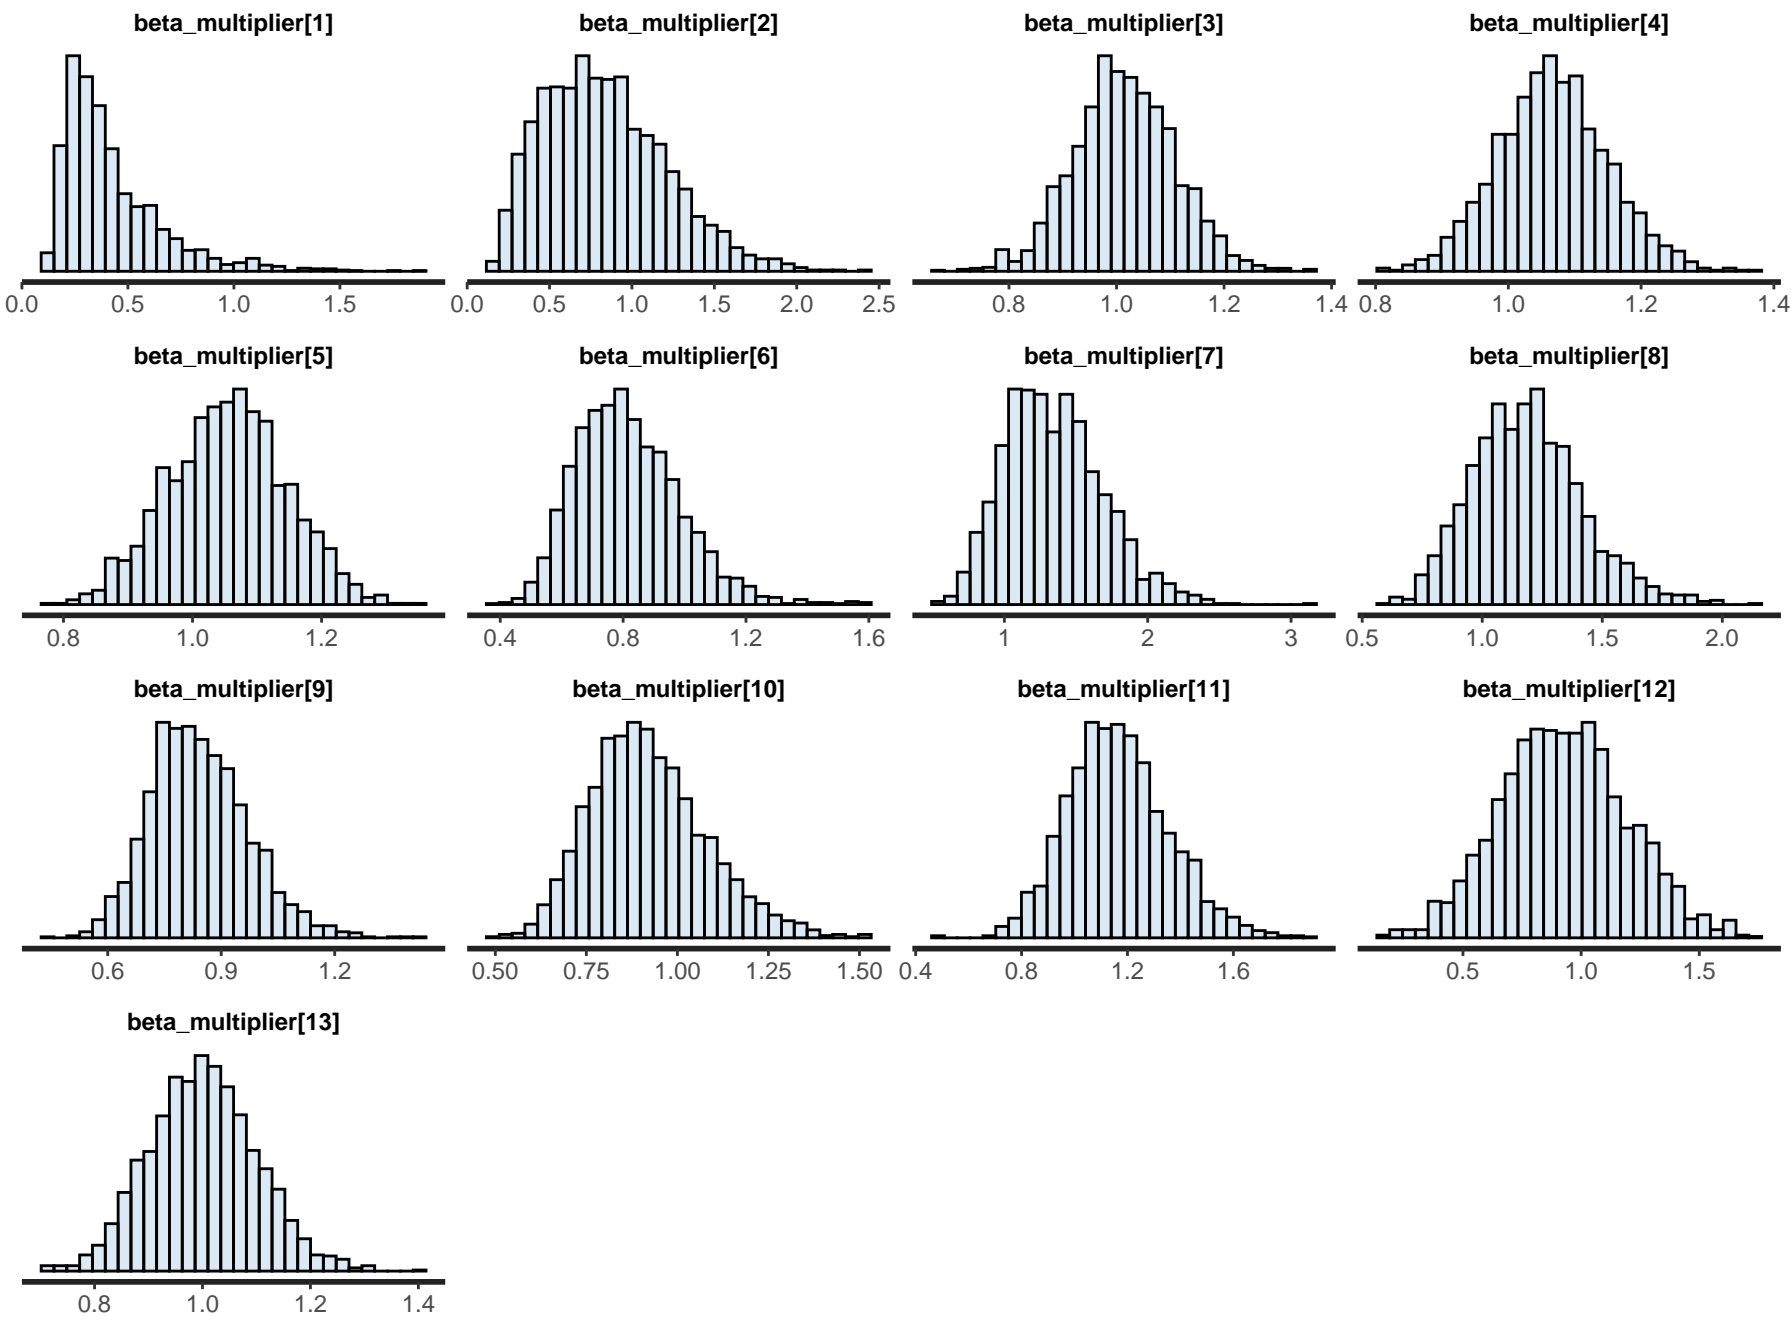 beta_multiplier[1] beta_multiplier[2] beta_multiplier[3] beta_multiplier[4]
0.0 0.5 1.0 1.5 0.0 0.5 1.0 1.5 2.0 2.5 0.8 1.0 1.2 1.4 0.8 1.0 1.2 1.4
beta_multiplier[5] beta_multiplier[6] beta_multiplier[7] beta_multiplier[8]
0.8 1.0 1.2 0.4 0.8 1.2 1.6 1 2 3 0.5 1.0 1.5 2.0
beta_multiplier[9] beta_multiplier[10] beta_multiplier[11] beta_multiplier[12]
0.6 0.9 1.2 0.50 0.75 1.00 1.25 1.50 0.4 0.8 1.2 1.6 0.5 1.0 1.5
beta_multiplier[13]
0.8 1.0 1.2 1.4